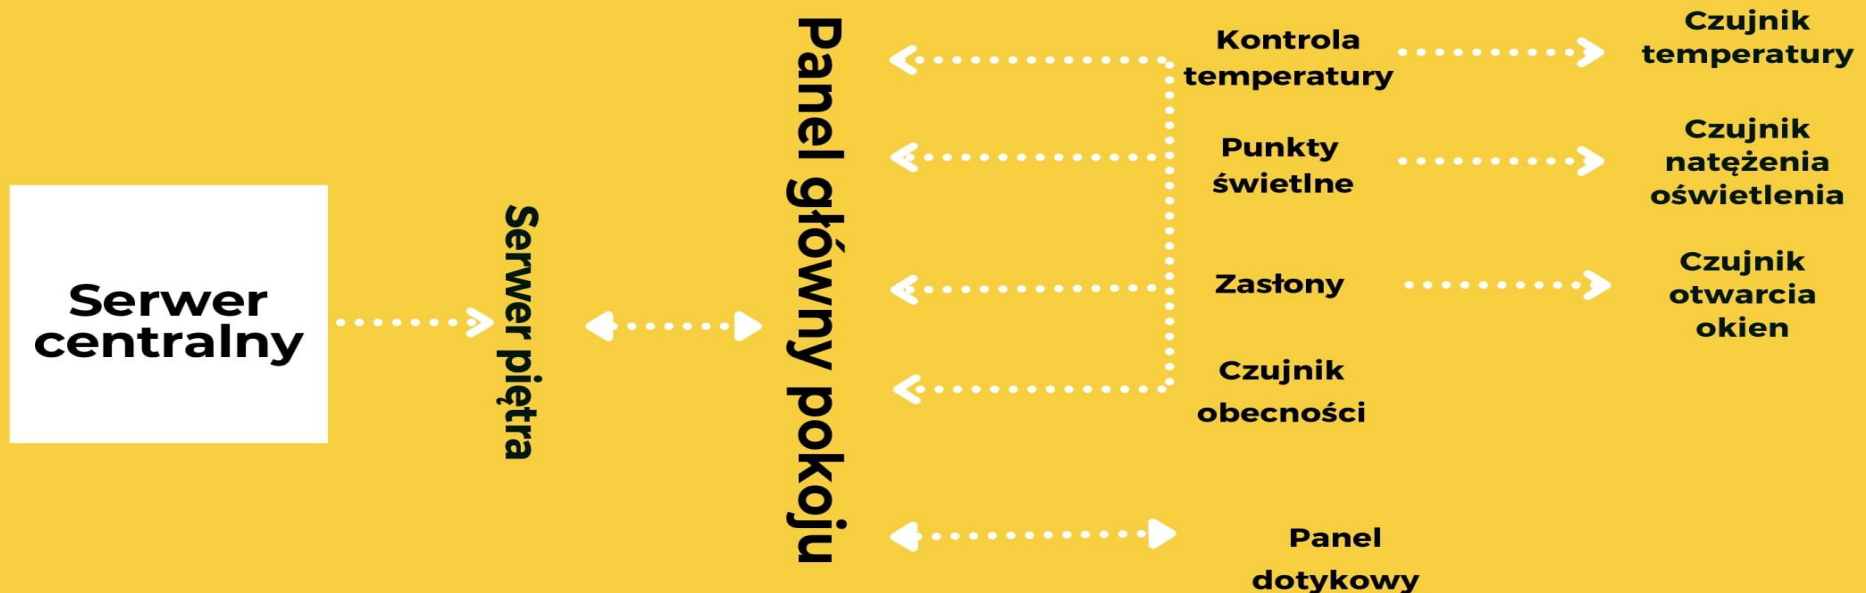 Serwer
centralny
Serwer piętra
Panel główny pokoju
Kontrola
temperatury
Czujnik
temperatury
Punkty
świetlne
Czujnik
natężenia
oświetlenia
Zasłony
Czujnik
otwarcia
okien
Czujnik
obecności
Panel
dotykowy